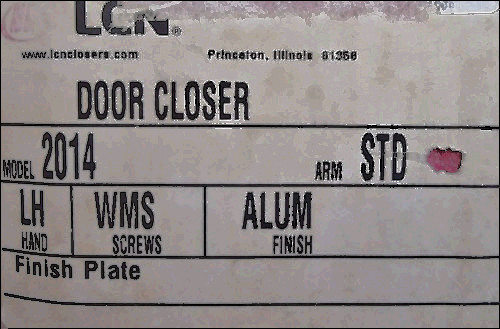 LCN®
www.lcnclosers.com Princeton, Illinois 61356
DOOR CLOSER
MODEL 2014 ARM STD
LH WMS ALUM
HAND SCREWS FINISH
Finish Plate